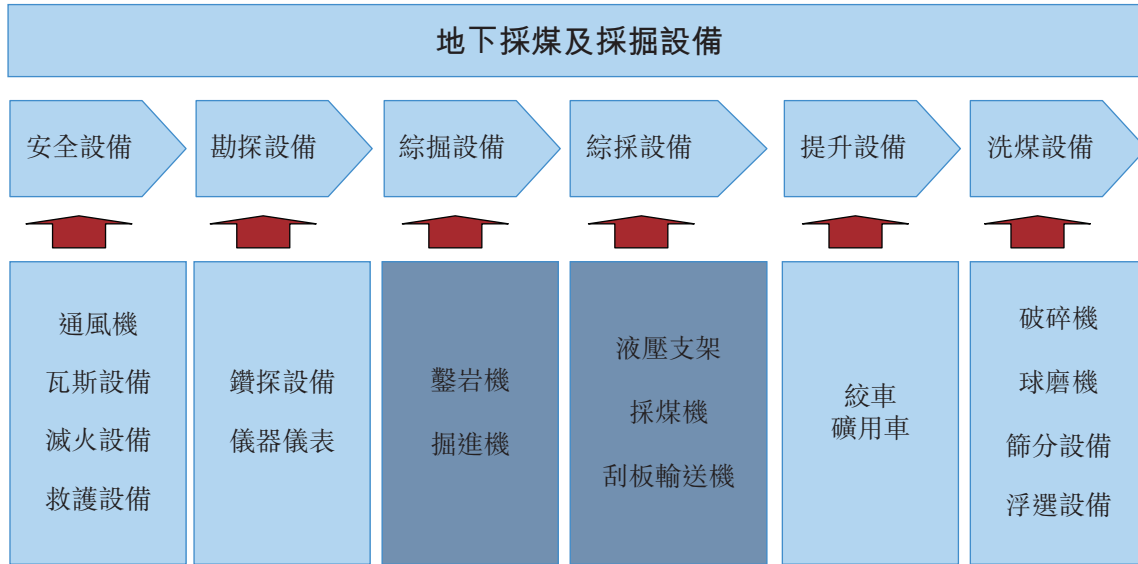 地下採煤及採掘設備
安全設備
勘探設備
綜掘設備
綜採設備
提升設備
洗煤設備
通風機
瓦斯設備
滅火設備
救護設備
鑽探設備
儀器儀表
鑿岩機
掘進機
液壓支架
採煤機
刮板輸送機
絞車
礦用車
破碎機
球磨機
篩分設備
浮選設備